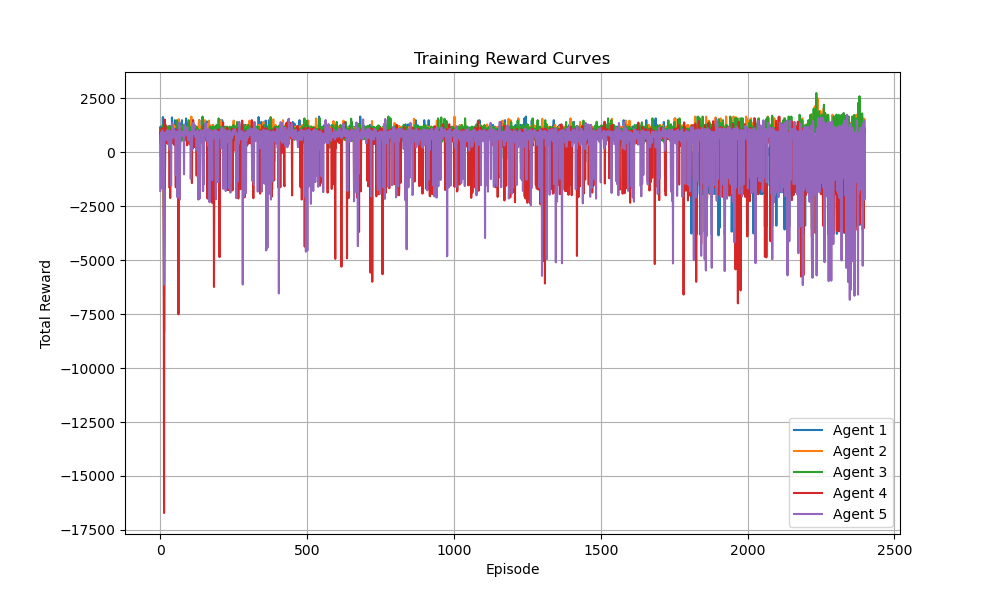 Training Reward Curves
Total Reward
2500
0
−2500
−5000
−7500
−10000
−12500
−15000
−17500
0 500 1000 1500 2000 2500
Episode
Agent 1
Agent 2
Agent 3
Agent 4
Agent 5